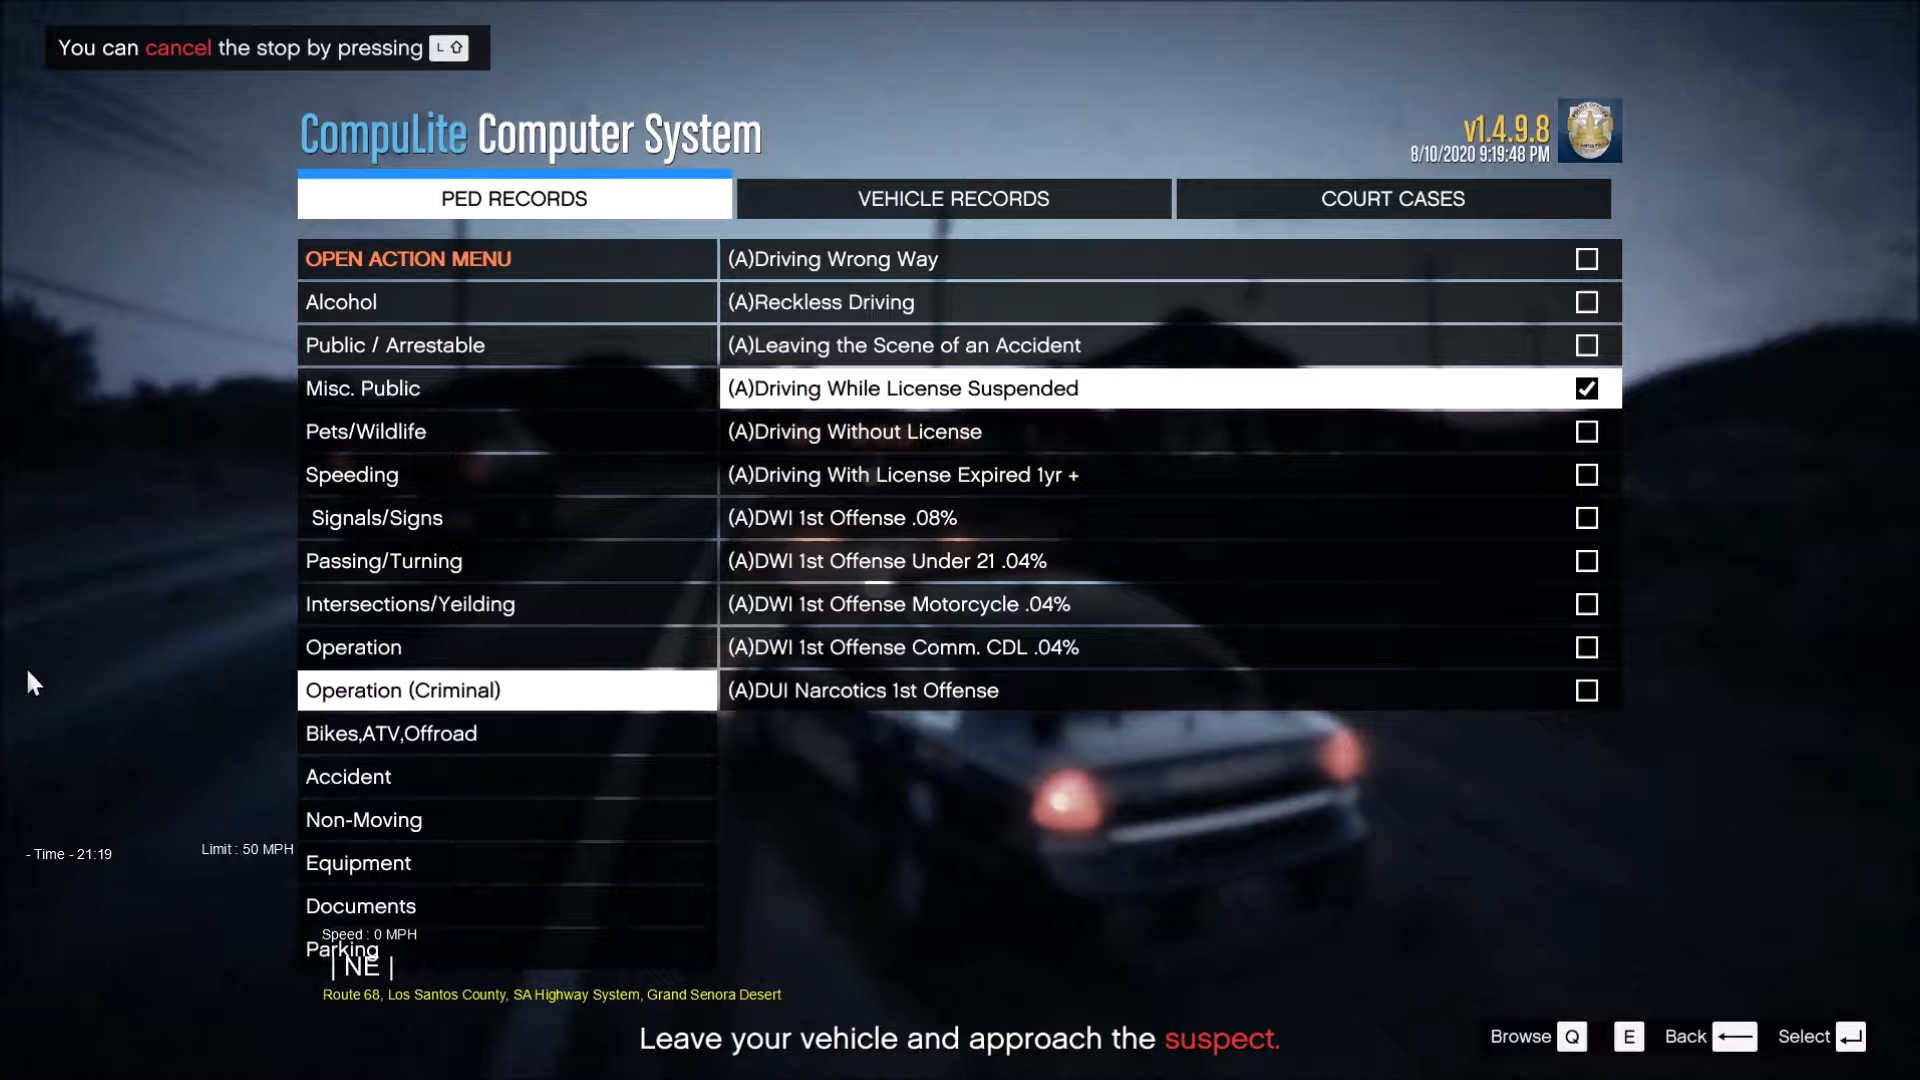 You can cancel the stop by pressing L ⇧
CompuLite Computer System
v1.4.9.8
8/10/2020 9:19:48 PM
PED RECORDS
VEHICLE RECORDS
COURT CASES
OPEN ACTION MENU
Alcohol
Public / Arrestable
Misc. Public
Pets/Wildlife
Speeding
Signals/Signs
Passing/Turning
Intersections/Yeilding
Operation
Operation (Criminal)
Bikes,ATV,Offroad
Accident
Non-Moving
Equipment
Documents
Parking
(A)Driving Wrong Way
(A)Reckless Driving
(A)Leaving the Scene of an Accident
(A)Driving While License Suspended
(A)Driving Without License
(A)Driving With License Expired 1yr +
(A)DWI 1st Offense .08%
(A)DWI 1st Offense Under 21 .04%
(A)DWI 1st Offense Motorcycle .04%
(A)DWI 1st Offense Comm. CDL .04%
(A)DUI Narcotics 1st Offense
- Time - 21:19
Limit : 50 MPH
Speed : 0 MPH
| NE |
Route 68, Los Santos County, SA Highway System, Grand Senora Desert
Leave your vehicle and approach the suspect.
Browse Q E Back Select